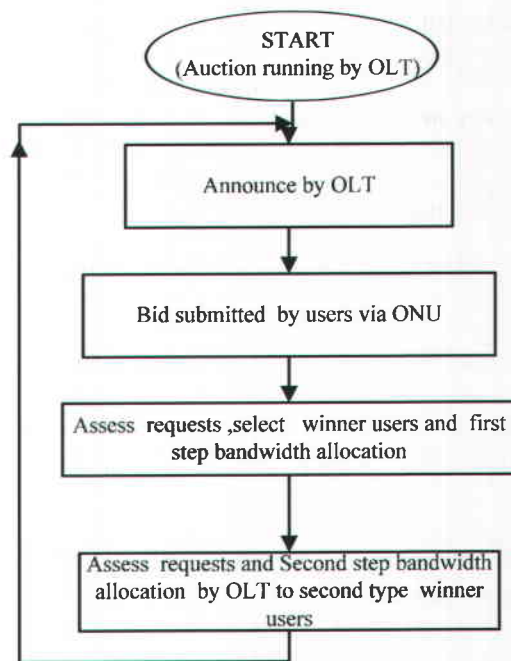 START
(Auction running by OLT)
Announce by OLT
Bid submitted by users via ONU
Assess requests ,select winner users and first
step bandwidth allocation
Assess requests and Second step bandwidth
allocation by OLT to second type winner
users